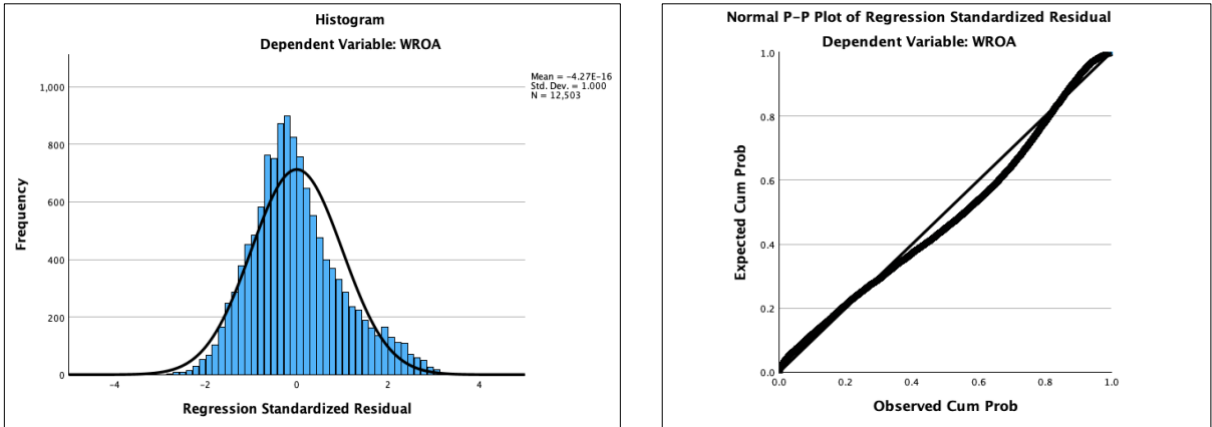 Histogram
Dependent Variable: WROA
Mean = -4.27E-16
Std. Dev. = 1.000
N = 12,503
1,000
800
600
400
200
0
Frequency
-4
-2
0
2
4
Regression Standardized Residual
Normal P-P Plot of Regression Standardized Residual
Dependent Variable: WROA
1.0
0.8
0.6
0.4
0.2
0.0
Expected Cum Prob
0.0
0.2
0.4
0.6
0.8
1.0
Observed Cum Prob